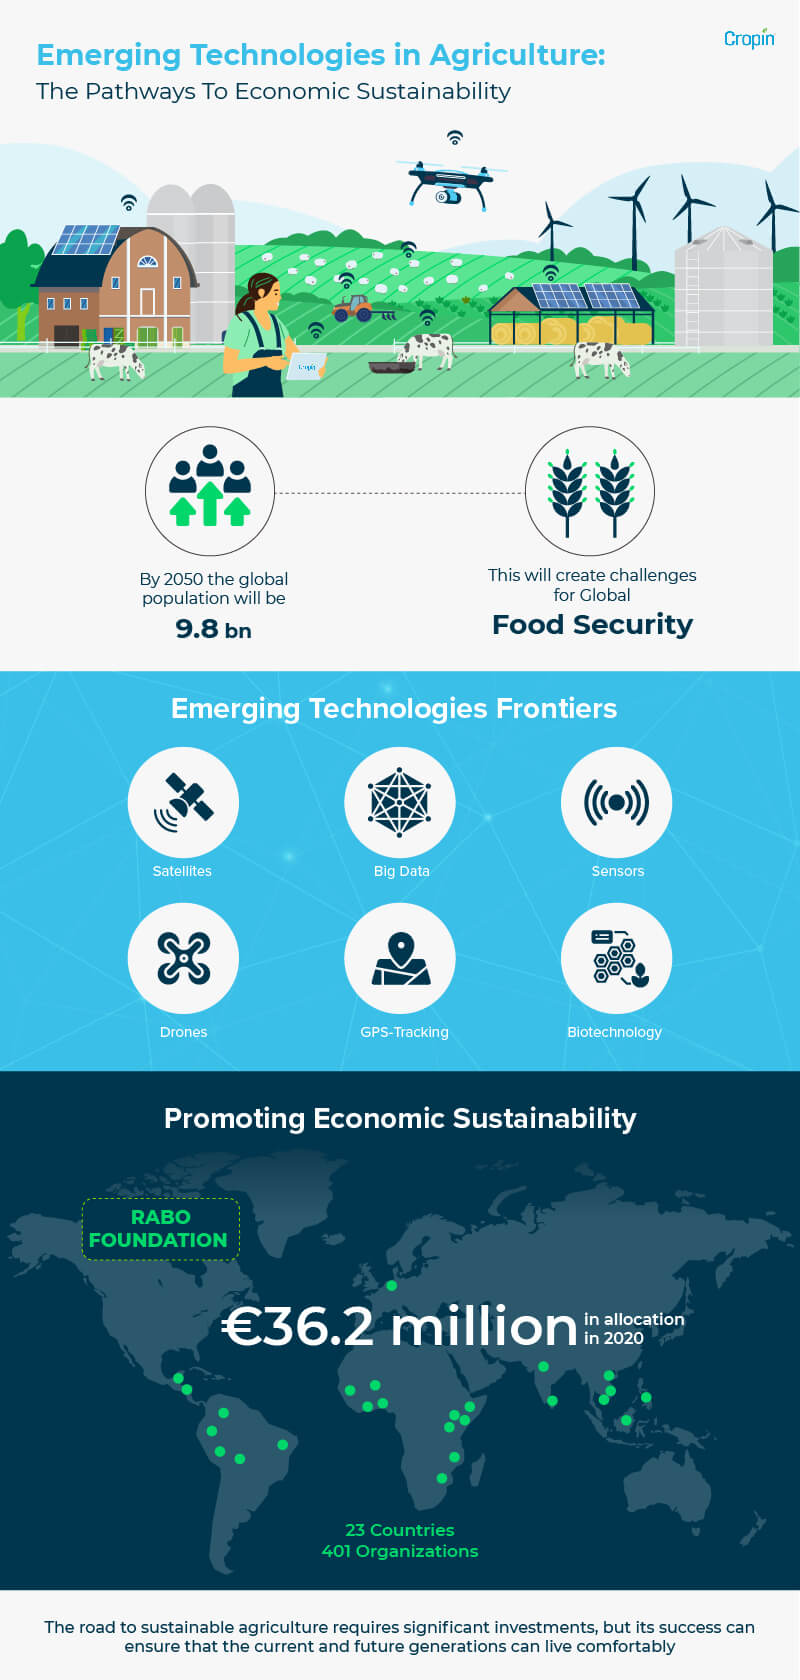 Cropin
Emerging Technologies in Agriculture:
The Pathways To Economic Sustainability
Cropin
By 2050 the global
population will be
9.8 bn
This will create challenges
for Global
Food Security
Emerging Technologies Frontiers
Satellites
Big Data
Sensors
Drones
GPS-Tracking
Biotechnology
Promoting Economic Sustainability
RABO
FOUNDATION
€36.2 million
in allocation
in 2020
23 Countries
401 Organizations
The road to sustainable agriculture requires significant investments, but its success can
ensure that the current and future generations can live comfortably